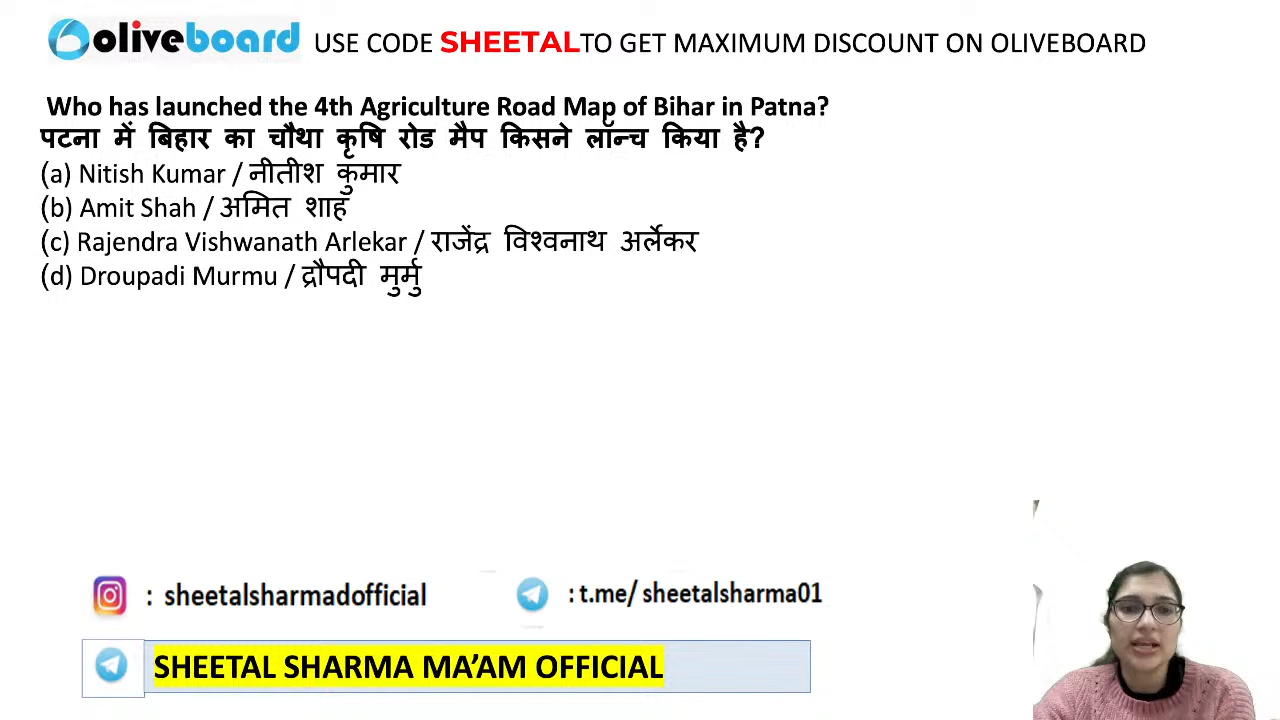 oliveboard USE CODE SHEETAL TO GET MAXIMUM DISCOUNT ON OLIVEBOARD
Who has launched the 4th Agriculture Road Map of Bihar in Patna?
पटना में बिहार का चौथा कृषि रोड मैप किसने लॉन्च किया है?
(a) Nitish Kumar / नीतीश कुमार
(b) Amit Shah / अमित शाह
(c) Rajendra Vishwanath Arlekar / राजेंद्र विश्वनाथ अर्लेकर
(d) Droupadi Murmu / द्रौपदी मुर्मु
: sheetalsharmadofficial : t.me/ sheetalsharma01
SHEETAL SHARMA MA’AM OFFICIAL